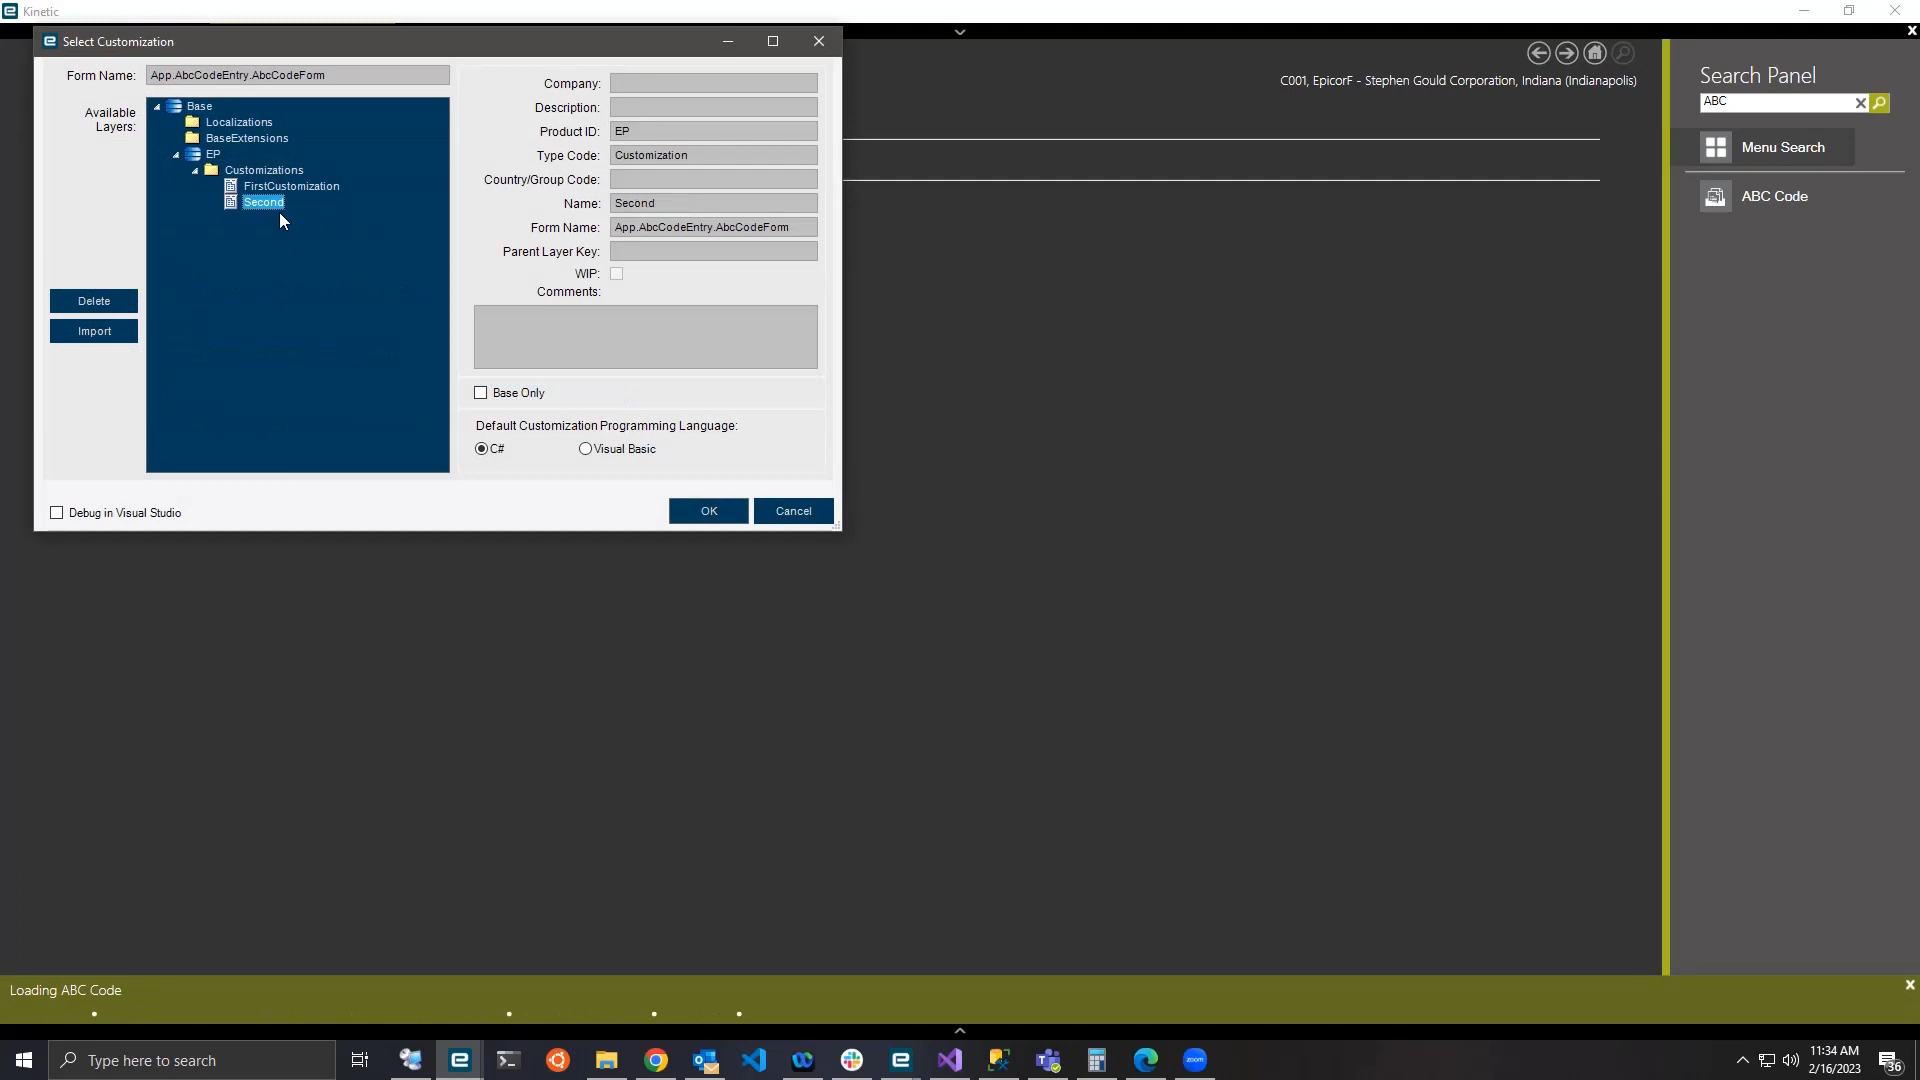 Kinetic
Select Customization
Form Name:
App.AbcCodeEntry.AbcCodeForm
Available
Layers:
Base
Localizations
BaseExtensions
EP
Customizations
FirstCustomization
Second
Delete
Import
Company:
Description:
Product ID:
EP
Type Code:
Customization
Country/Group Code:
Name:
Second
Form Name:
App.AbcCodeEntry.AbcCodeForm
Parent Layer Key:
WIP:
Comments:
Base Only
Default Customization Programming Language:
C#
Visual Basic
Debug in Visual Studio
OK
Cancel
C001, EpicorF - Stephen Gould Corporation, Indiana (Indianapolis)
Search Panel
ABC
Menu Search
ABC Code
Loading ABC Code
Type here to search
zoom
11:34 AM
2/16/2023
36